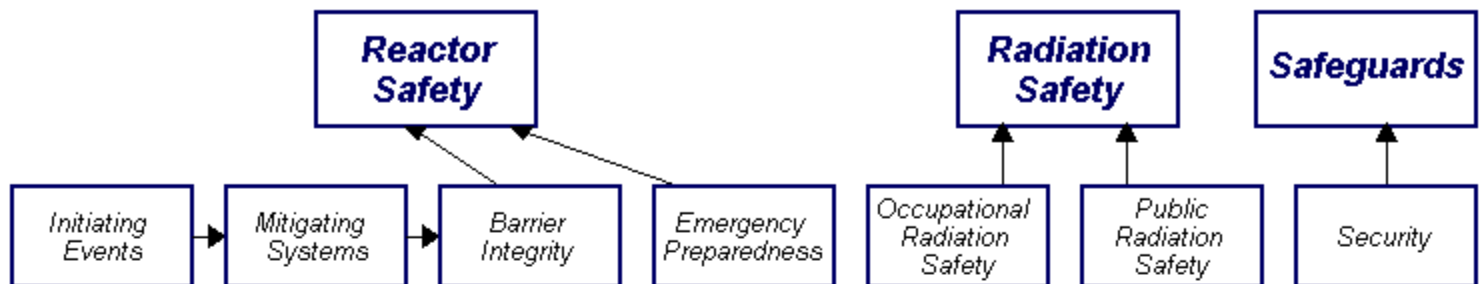 Reactor
Safety
Radiation
Safety
Safeguards
Initiating
Events
Mitigating
Systems
Barrier
Integrity
Emergency
Preparedness
Occupational
Radiation
Safety
Public
Radiation
Safety
Security